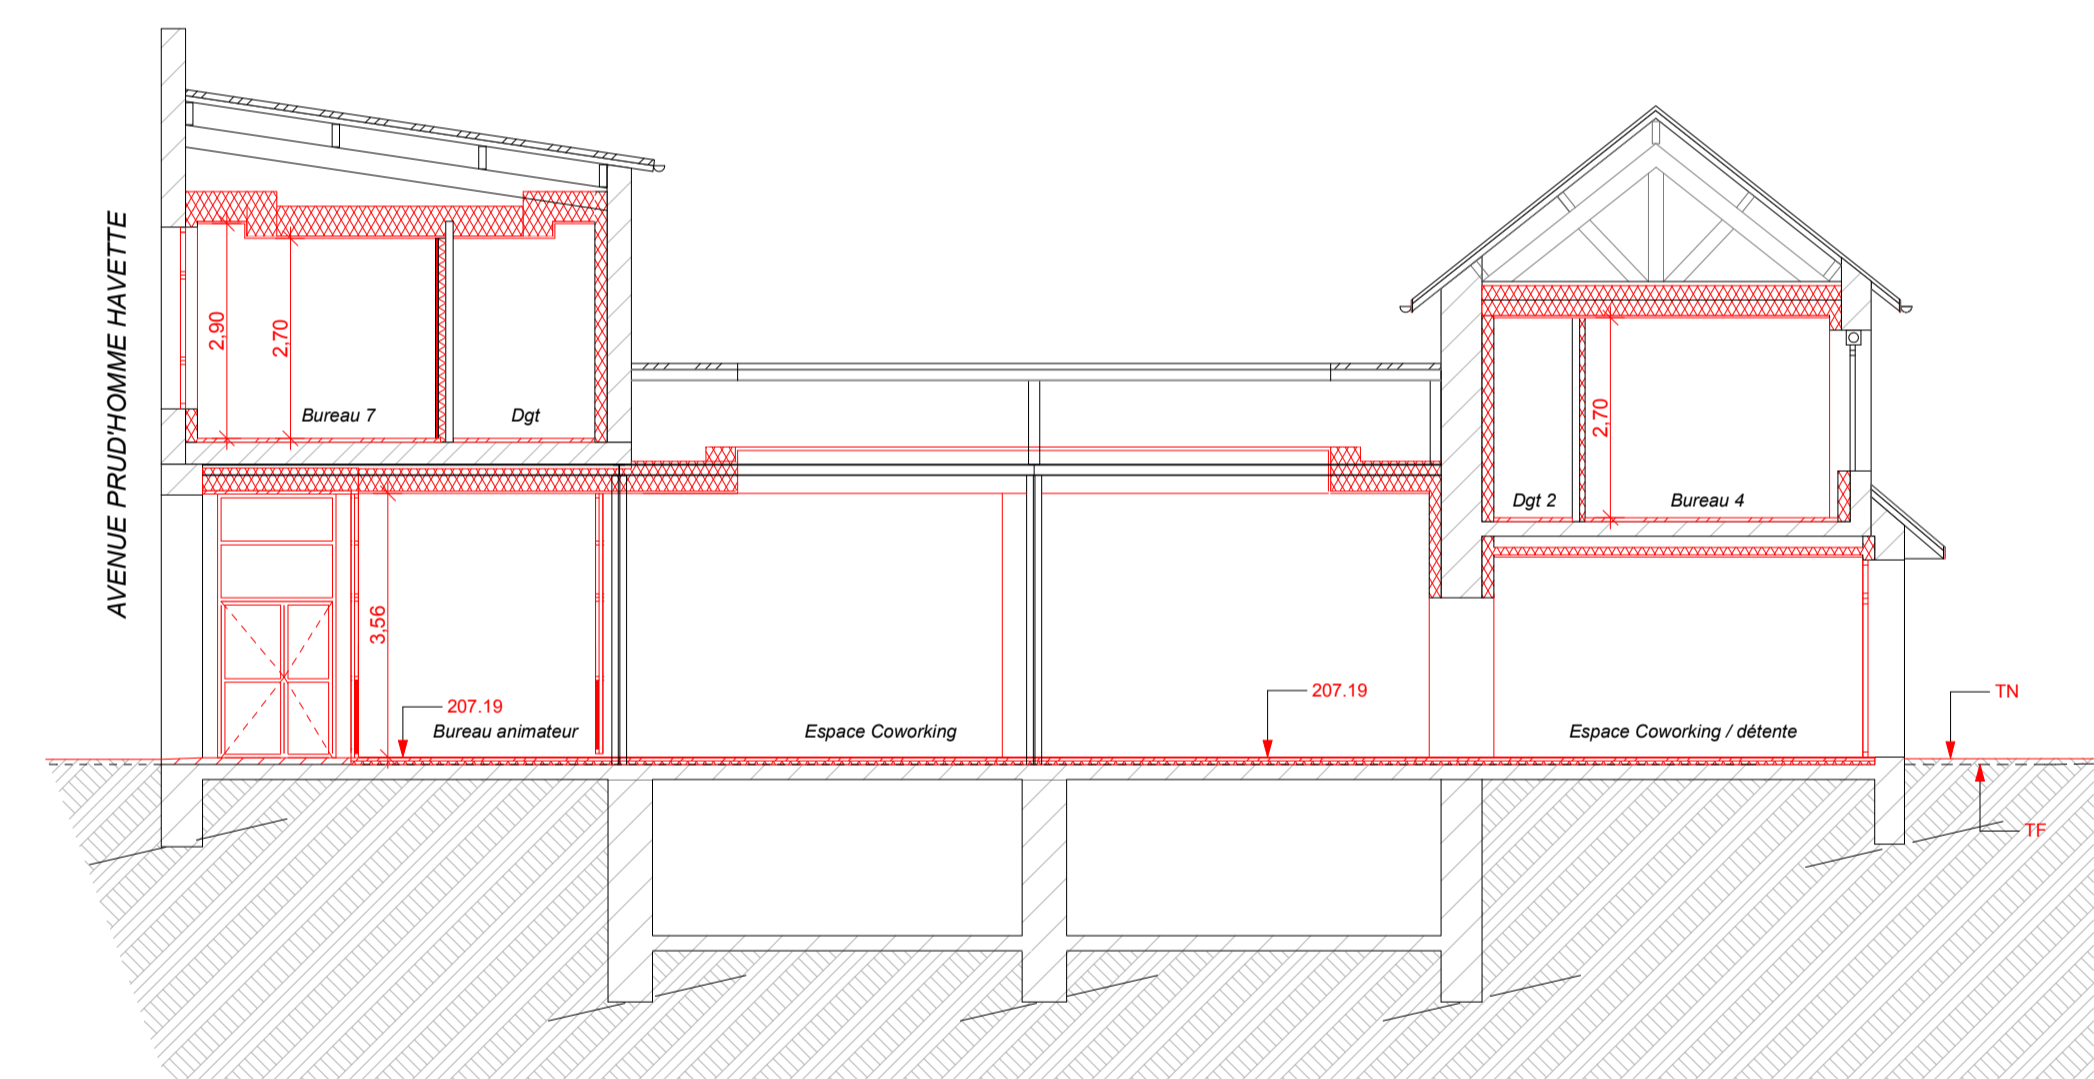 AVENUE PRUD'HOMME HAVETTE
2,90
2,70
Bureau 7
Dgt
2,70
Dgt 2
Bureau 4
3,56
207.19
Bureau animateur
Espace Coworking
207.19
Espace Coworking / détente
TN
TF